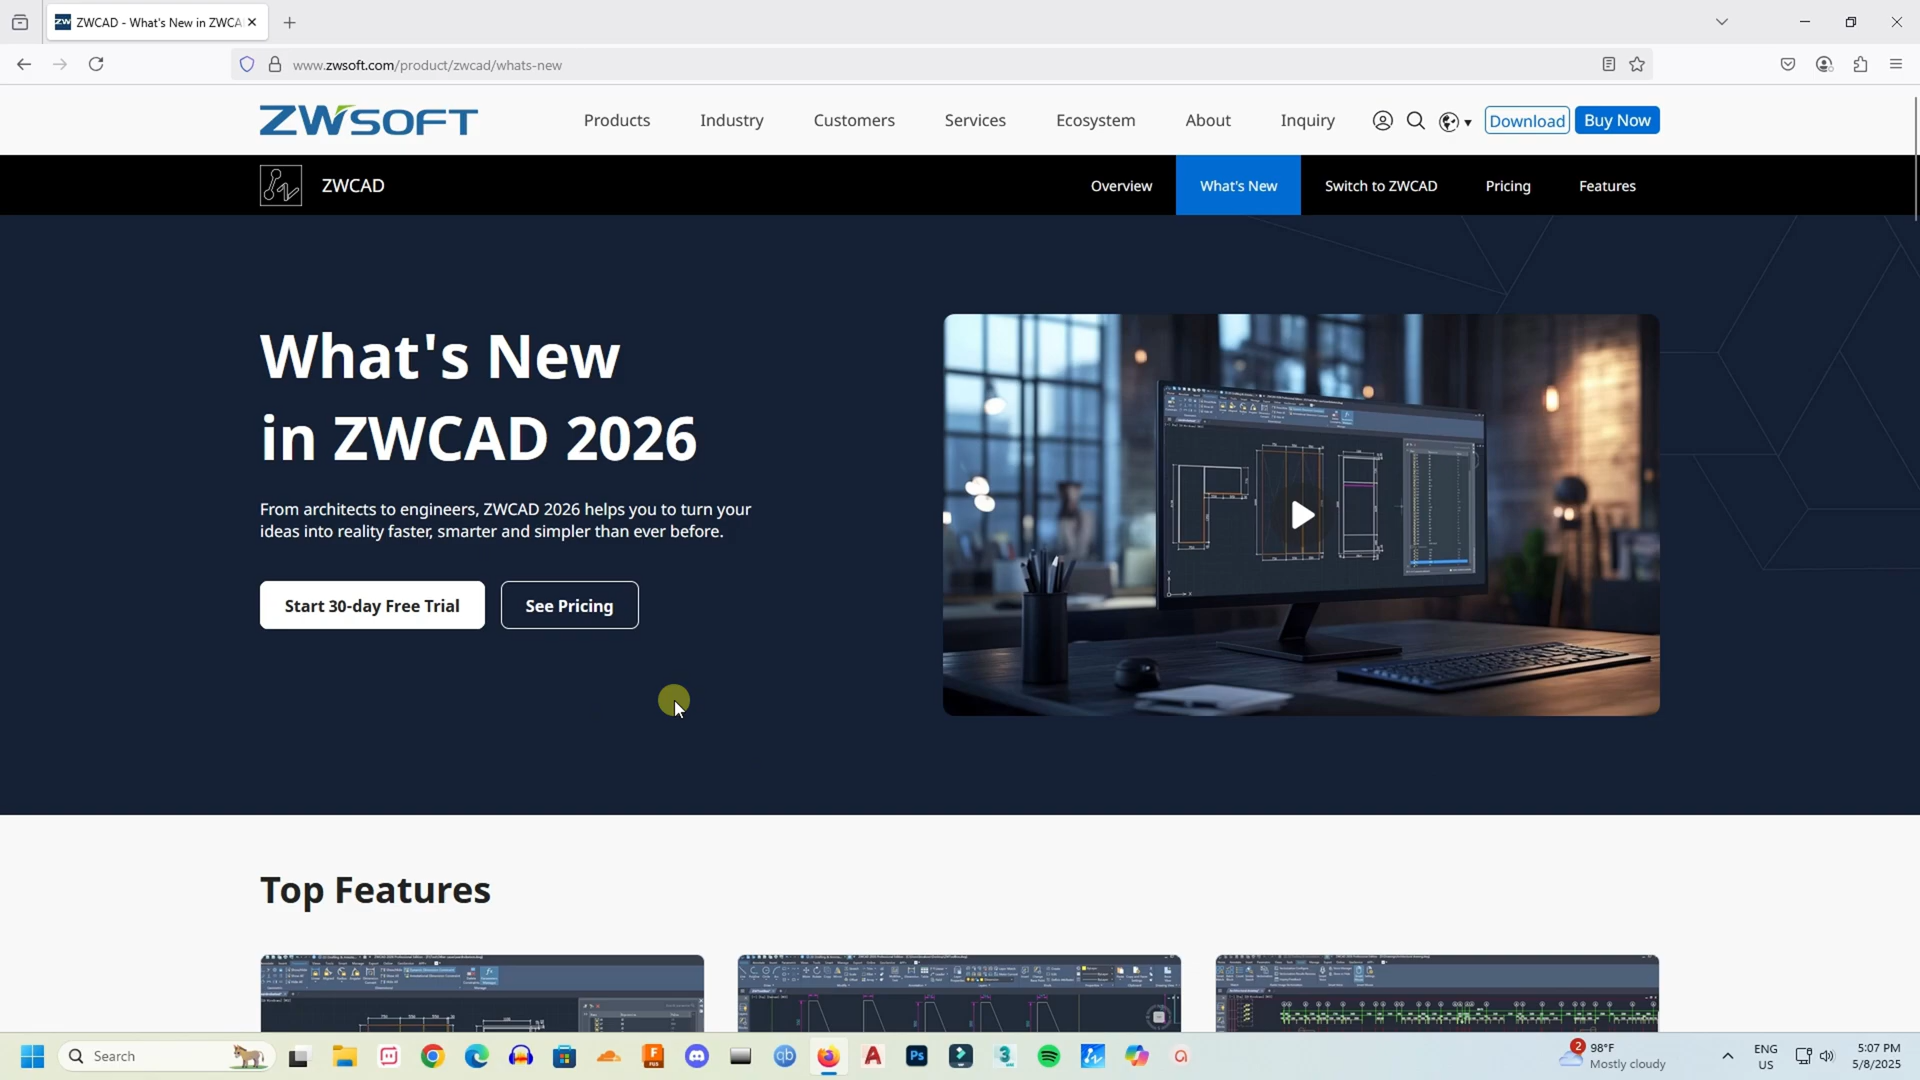 ZWCAD - What's New in ZWCA
www.zwsoft.com/product/zwcad/whats-new
ZWSOFT
Products
Industry
Customers
Services
Ecosystem
About
Inquiry
Download
Buy Now
ZWCAD
Overview
What's New
Switch to ZWCAD
Pricing
Features
What's New
in ZWCAD 2026
From architects to engineers, ZWCAD 2026 helps you to turn your
ideas into reality faster, smarter and simpler than ever before.
Start 30-day Free Trial
See Pricing
Top Features
Search
2
98°F
Mostly cloudy
ENG
US
5:07 PM
5/8/2025